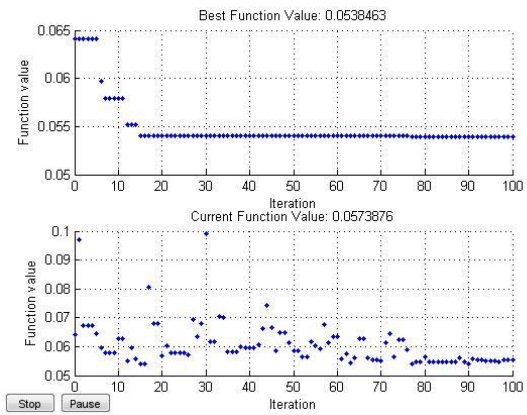 Best Function Value: 0.0538463
0.065
0.06
0.055
0.05
Function value
0 10 20 30 40 50 60 70 80 90 100
Iteration
Current Function Value: 0.0573876
0.1
0.09
0.08
0.07
0.06
0.05
Function value
0 10 20 30 40 50 60 70 80 90 100
Iteration
Stop Pause